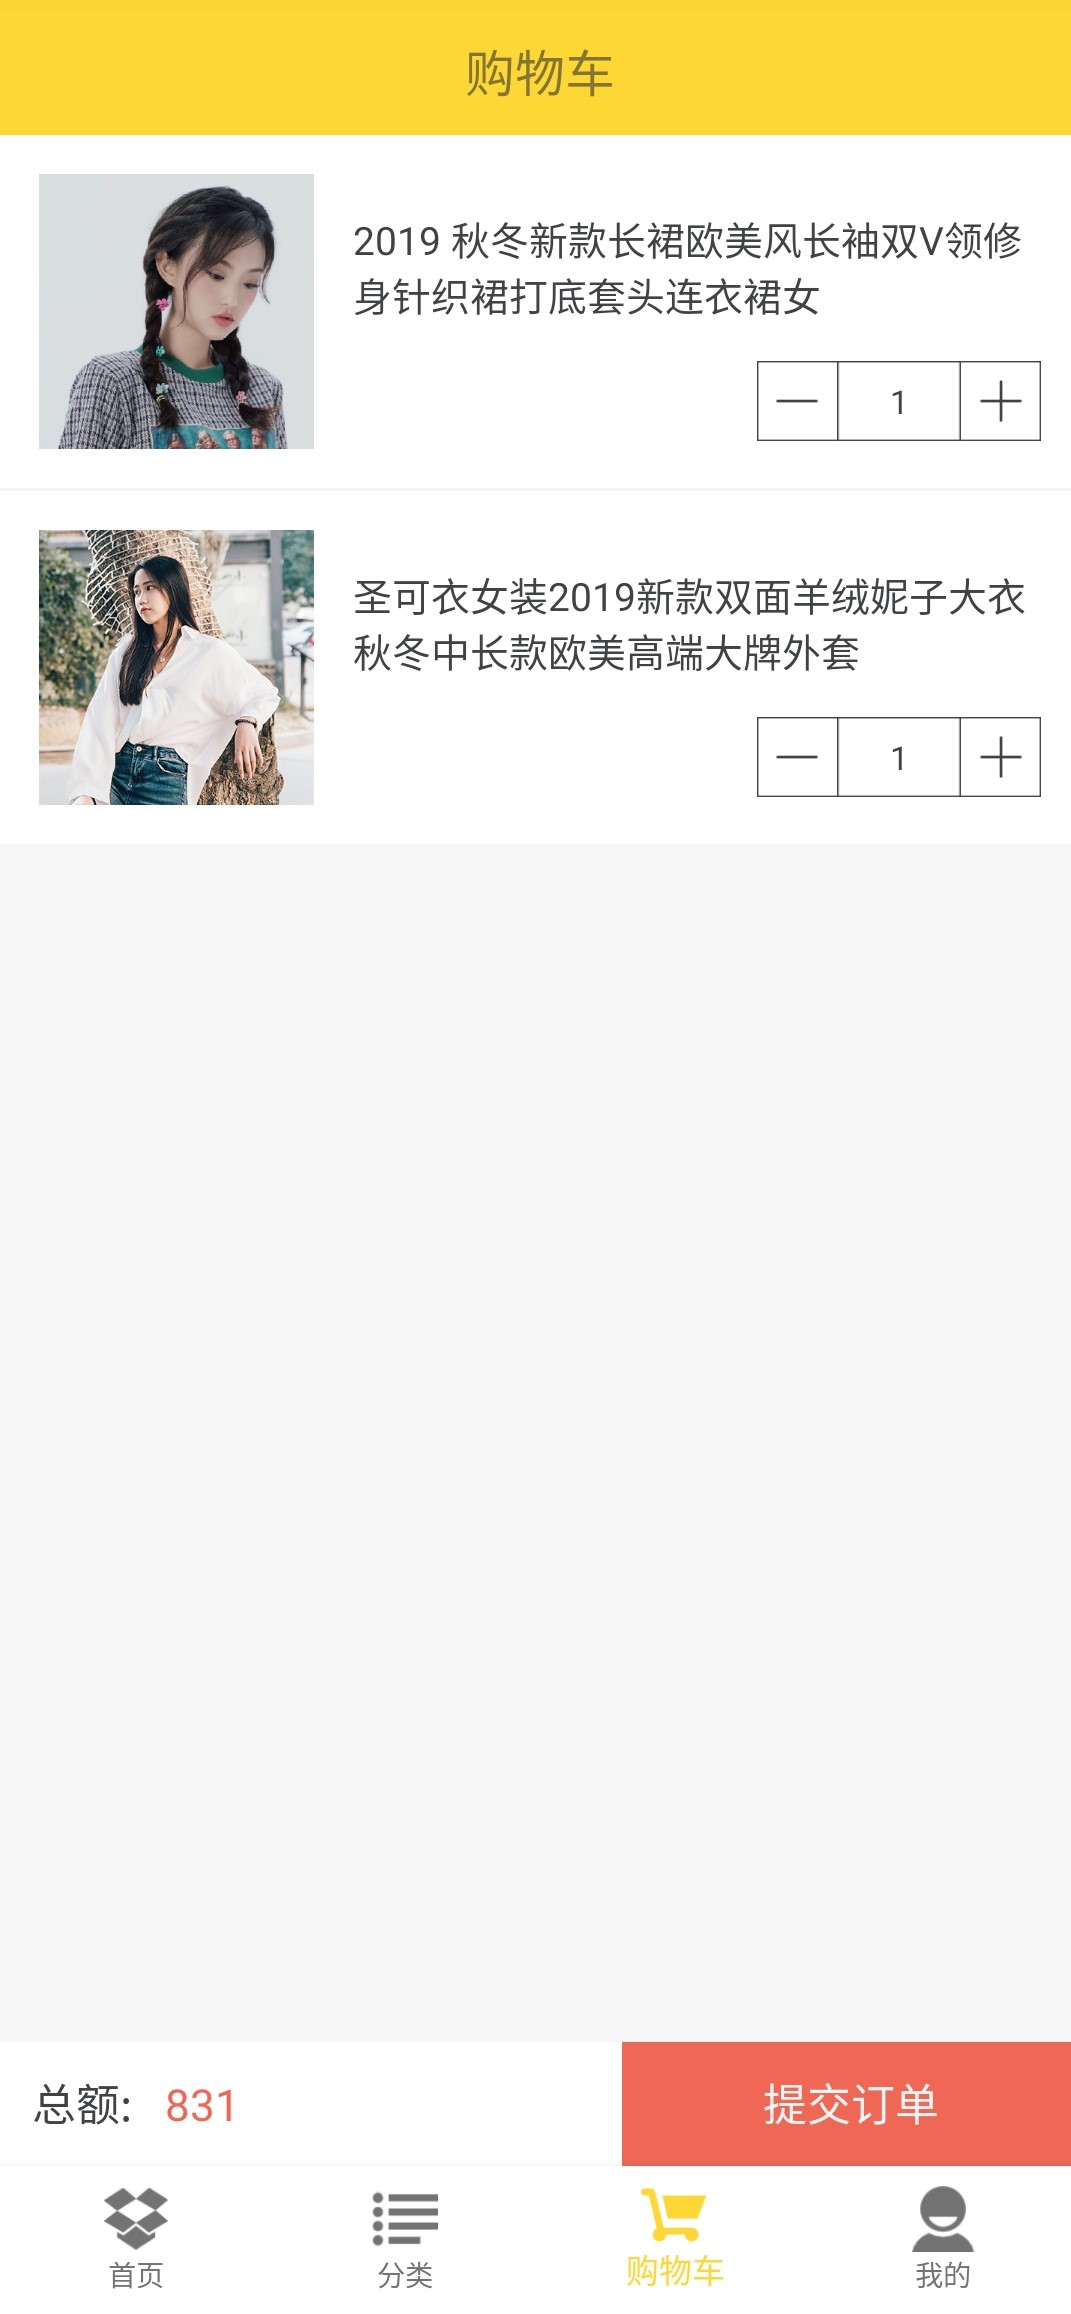 购物车
2019 秋冬新款长裙欧美风长袖双V领修
身针织裙打底套头连衣裙女
1
圣可衣女装2019新款双面羊绒妮子大衣
秋冬中长款欧美高端大牌外套
1
总额: 831
提交订单
首页
分类
购物车
我的